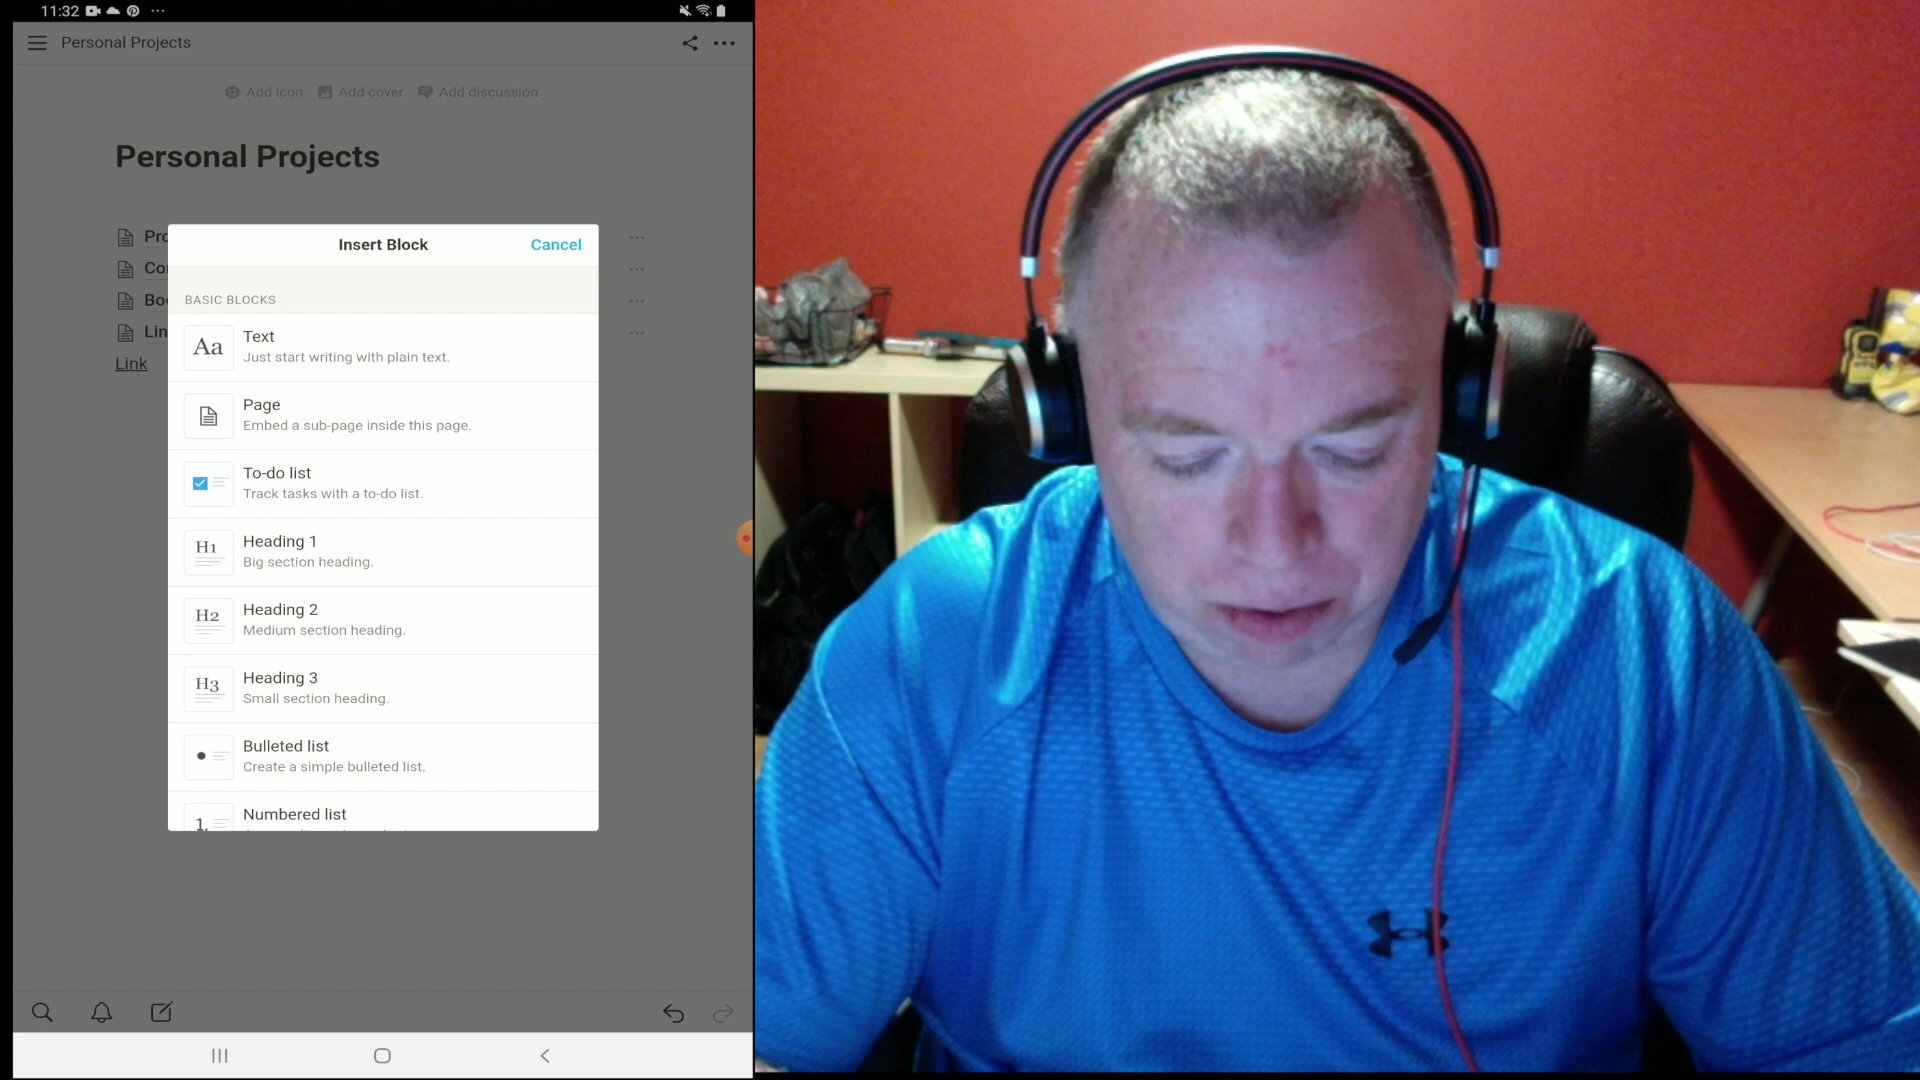 11:32
Personal Projects
Add icon Add cover Add discussion
Personal Projects
Link
Insert Block Cancel
BASIC BLOCKS
Aa Text
Just start writing with plain text.
Page
Embed a sub-page inside this page.
To-do list
Track tasks with a to-do list.
H1 Heading 1
Big section heading.
H2 Heading 2
Medium section heading.
H3 Heading 3
Small section heading.
Bulleted list
Create a simple bulleted list.
1. Numbered list